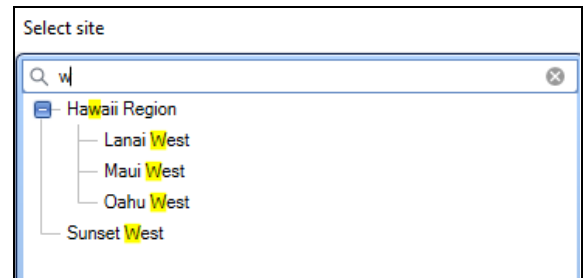 Select site
w
Hawaii Region
Lanai West
Maui West
Oahu West
Sunset West